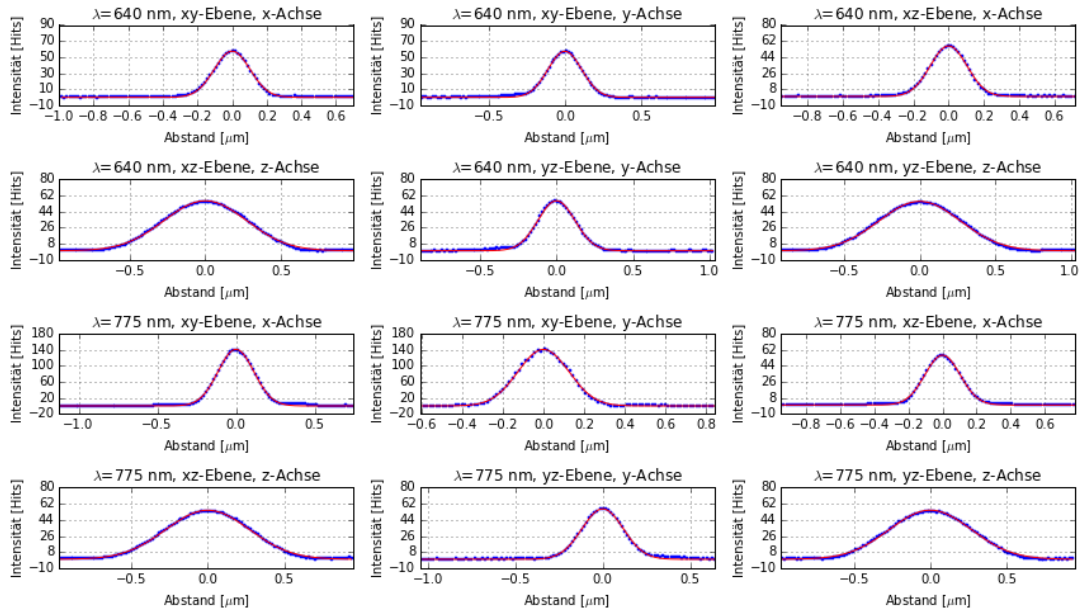 λ=640 nm, xy-Ebene, x-Achse
Intensität [Hits]
90
70
50
30
10
−10
−1.0 −0.8 −0.6 −0.4 −0.2 0.0 0.2 0.4 0.6
Abstand [μm]
λ=640 nm, xy-Ebene, y-Achse
Intensität [Hits]
90
70
50
30
10
−10
−0.5 0.0 0.5
Abstand [μm]
λ=640 nm, xz-Ebene, x-Achse
Intensität [Hits]
80
62
44
26
8
−10
−0.8 −0.6 −0.4 −0.2 0.0 0.2 0.4 0.6
Abstand [μm]
λ=640 nm, xz-Ebene, z-Achse
Intensität [Hits]
80
62
44
26
8
−10
−0.5 0.0 0.5
Abstand [μm]
λ=640 nm, yz-Ebene, y-Achse
Intensität [Hits]
80
62
44
26
8
−10
−0.5 0.0 0.5 1.0
Abstand [μm]
λ=640 nm, yz-Ebene, z-Achse
Intensität [Hits]
80
62
44
26
8
−10
−0.5 0.0 0.5 1.0
Abstand [μm]
λ=775 nm, xy-Ebene, x-Achse
Intensität [Hits]
180
140
100
60
20
−20
−1.0 −0.5 0.0 0.5
Abstand [μm]
λ=775 nm, xy-Ebene, y-Achse
Intensität [Hits]
180
140
100
60
20
−20
−0.6 −0.4 −0.2 0.0 0.2 0.4 0.6 0.8
Abstand [μm]
λ=775 nm, xz-Ebene, x-Achse
Intensität [Hits]
80
62
44
26
8
−10
−0.8 −0.6 −0.4 −0.2 0.0 0.2 0.4 0.6
Abstand [μm]
λ=775 nm, xz-Ebene, z-Achse
Intensität [Hits]
80
62
44
26
8
−10
−0.5 0.0 0.5
Abstand [μm]
λ=775 nm, yz-Ebene, y-Achse
Intensität [Hits]
80
62
44
26
8
−10
−1.0 −0.5 0.0 0.5
Abstand [μm]
λ=775 nm, yz-Ebene, z-Achse
Intensität [Hits]
80
62
44
26
8
−10
−0.5 0.0 0.5
Abstand [μm]